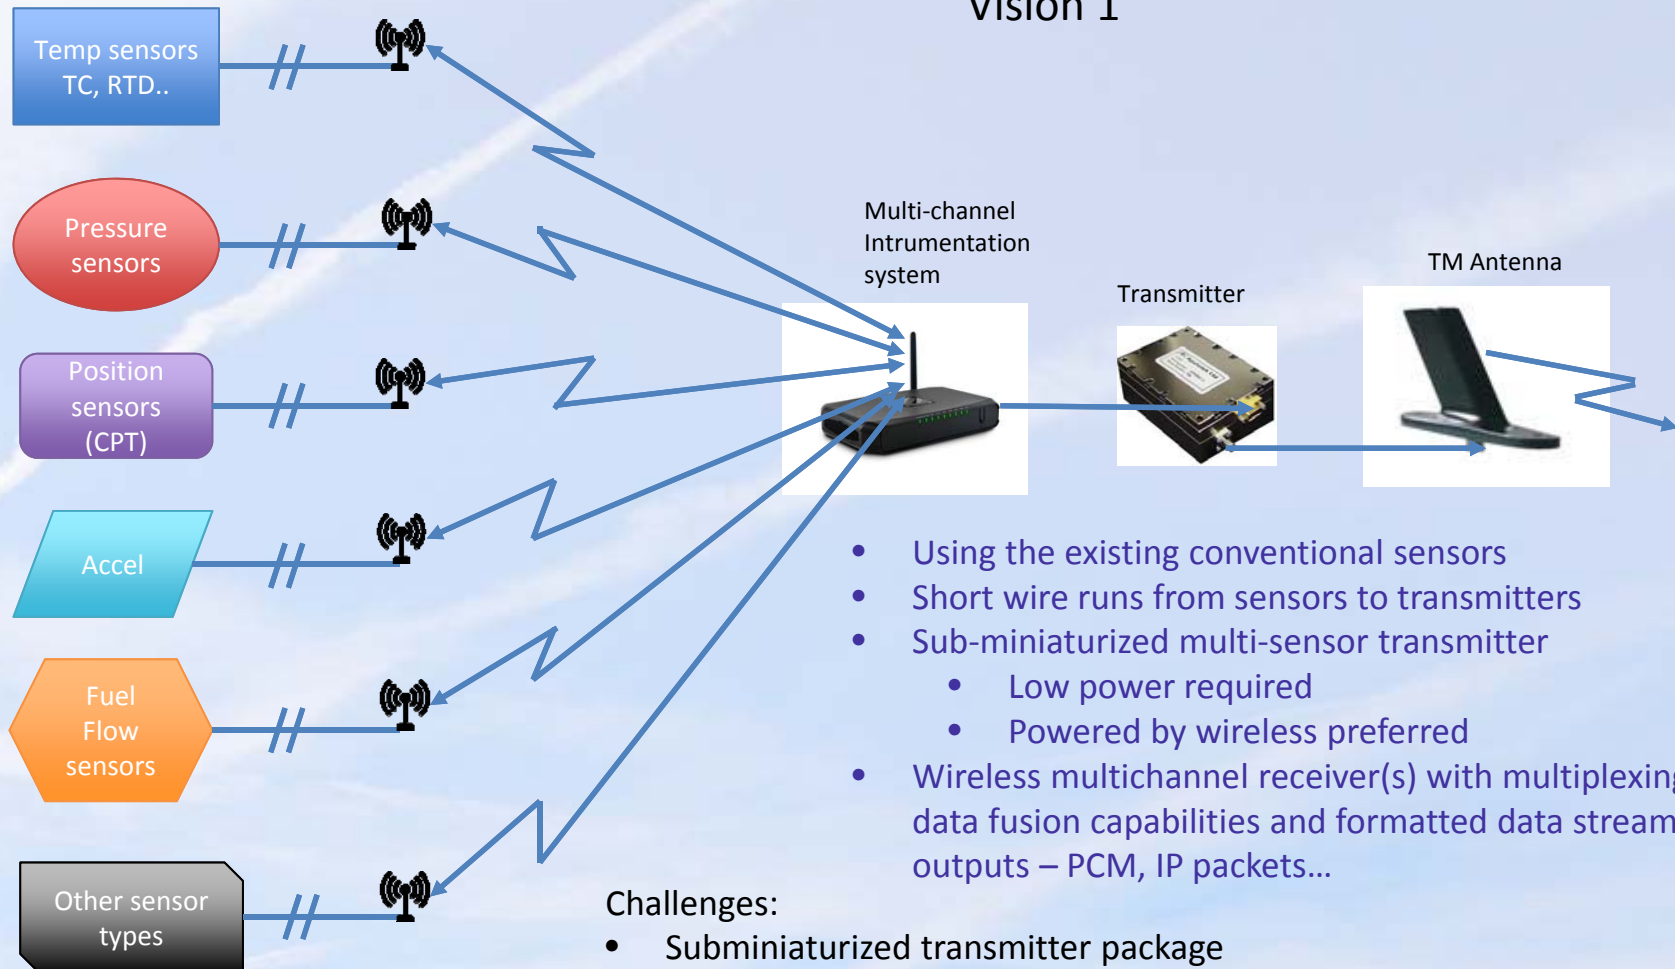 Vision 1
Temp sensors
TC, RTD..
Pressure
sensors
Position
sensors
(CPT)
Accel
Fuel
Flow
sensors
Other sensor
types
Multi-channel
Intrumentation
system
Transmitter
TM Antenna
• Using the existing conventional sensors
• Short wire runs from sensors to transmitters
• Sub-miniaturized multi-sensor transmitter
• Low power required
• Powered by wireless preferred
• Wireless multichannel receiver(s) with multiplexing
data fusion capabilities and formatted data stream
outputs – PCM, IP packets…
Challenges:
• Subminiaturized transmitter package